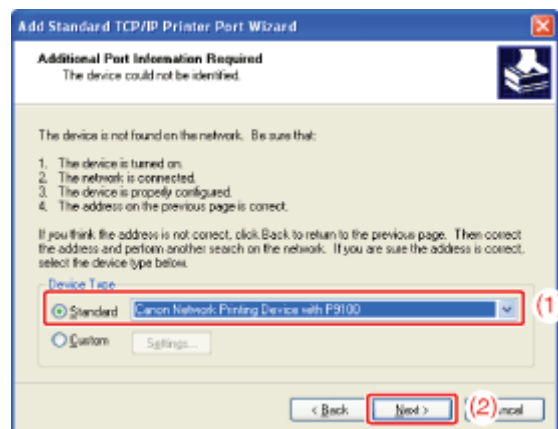 Add Standard TCP/IP Printer Port Wizard
Additional Port Information Required
The device could not be identified.
The device is not found on the network. Be sure that:
1. The device is turned on.
2. The network is connected.
3. The device is properly configured.
4. The address on the previous page is correct.
If you think the address is not correct, click Back to return to the previous page. Then correct
the address and perform another search on the network. If you are sure the address is correct,
select the device type below.
Device Type
Standard Canon Network Printing Device with P9100 (1
Custom Settings...
< Back Next > (2) ncel